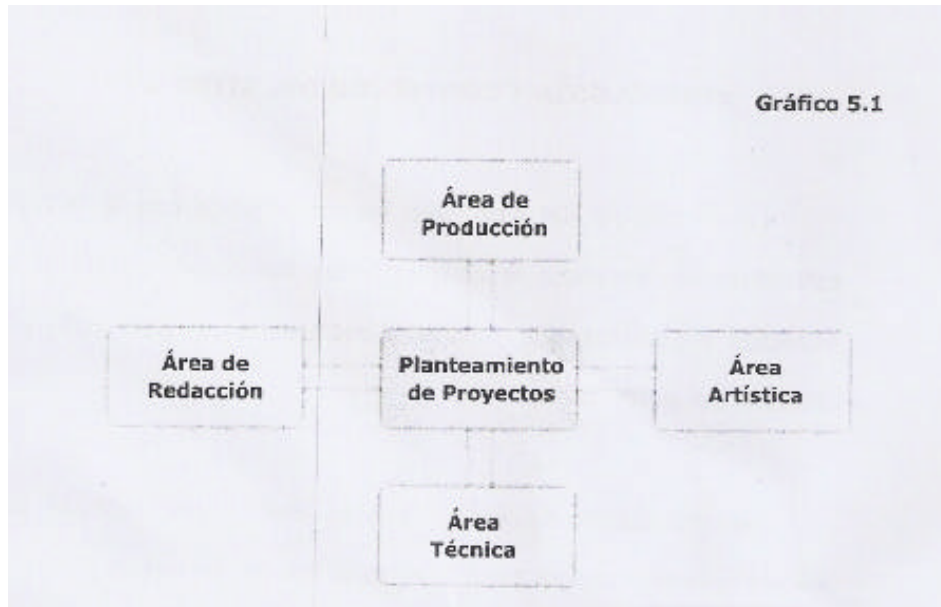 Gráfico 5.1
Área de
Producción
Área de
Redacción
Planteamiento
de Proyectos
Área
Artística
Área
Técnica